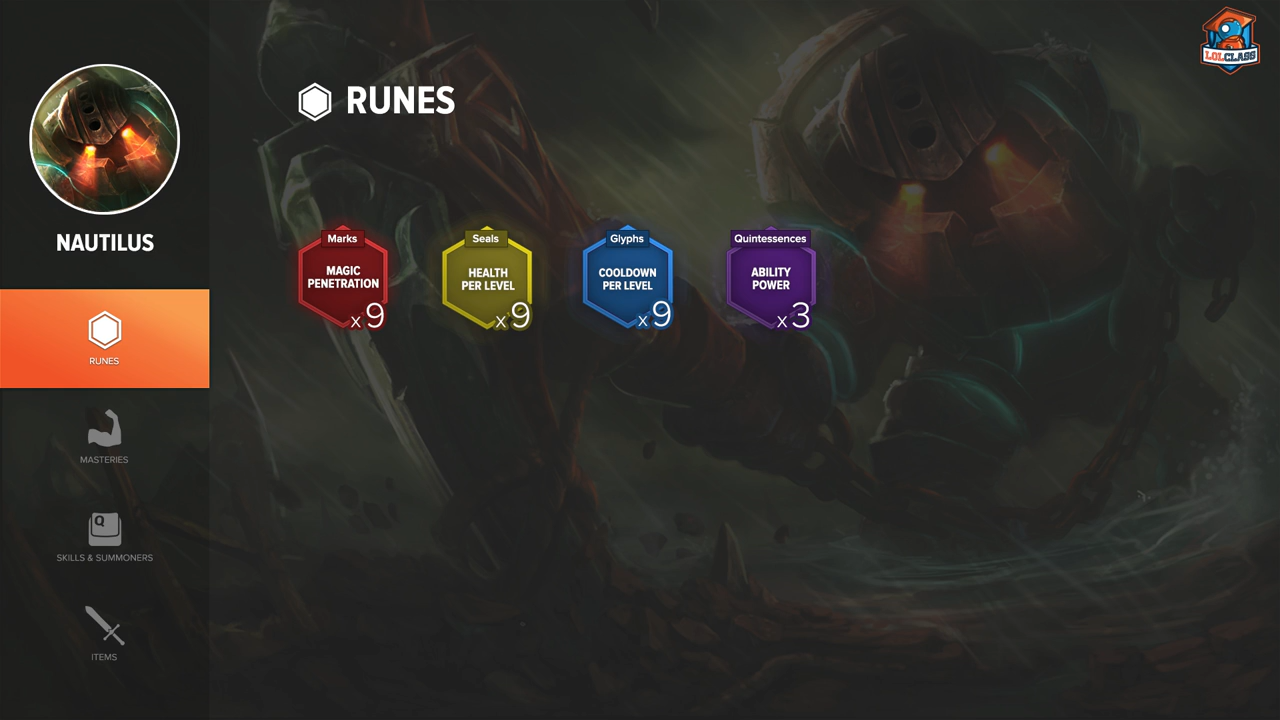 LOLCLASS
RUNES
NAUTILUS
Marks
MAGIC
PENETRATION
x9
Seals
HEALTH
PER LEVEL
x9
Glyphs
COOLDOWN
PER LEVEL
x9
Quintessences
ABILITY
POWER
x3
RUNES
MASTERIES
Q
SKILLS & SUMMONERS
ITEMS